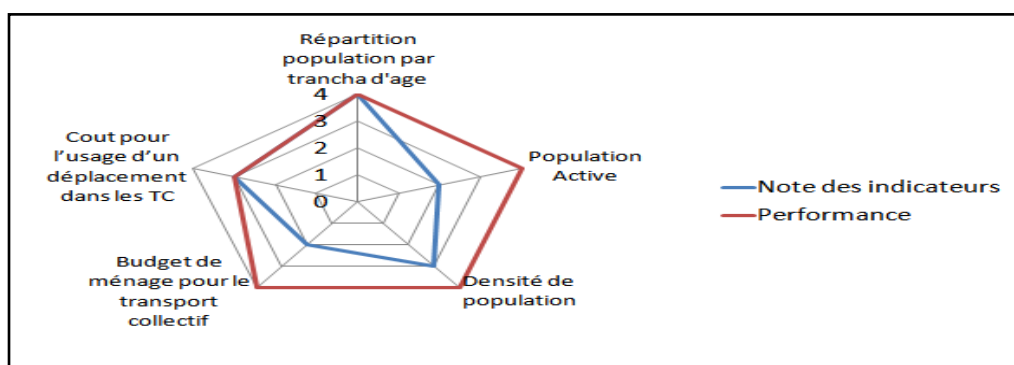 Répartition
population par
trancha d'age
4
3
2
1
0
Population
Active
Densité de
population
Budget de
ménage pour le
transport
collectif
Cout pour
l’usage d’un
déplacement
dans les TC
Note des indicateurs
Performance